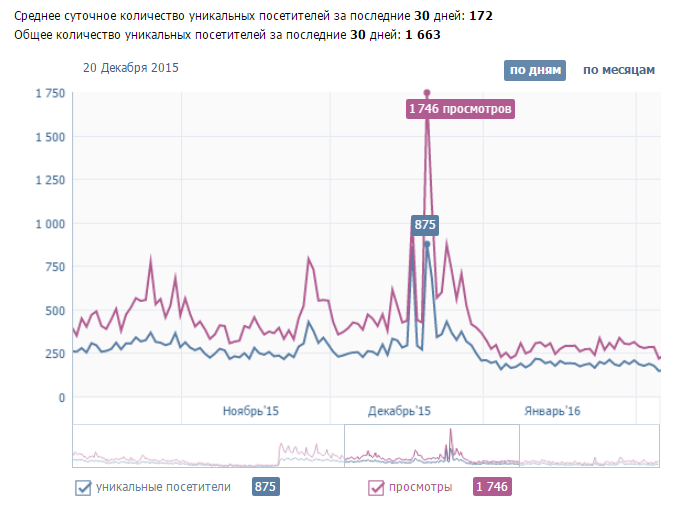 Среднее суточное количество уникальных посетителей за последние 30 дней: 172
Общее количество уникальных посетителей за последние 30 дней: 1 663
20 Декабря 2015
по дням
по месяцам
1 750
1 746 просмотров
1 500
1 250
1 000
875
750
500
250
0
Ноябрь'15
Декабрь'15
Январь'16
уникальные посетители 875
просмотры 1 746